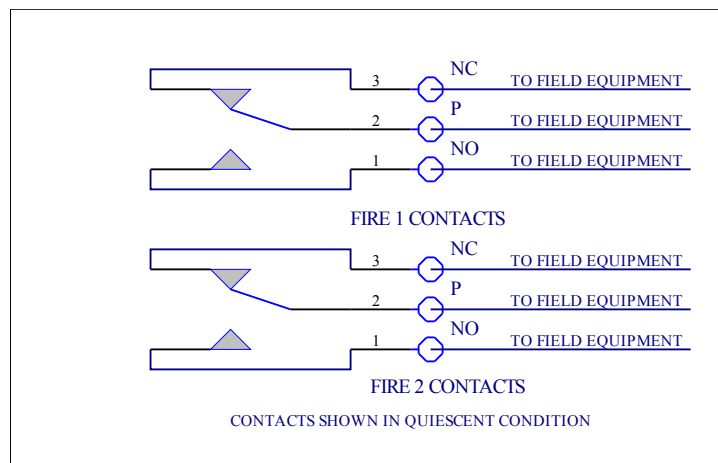 NC
3 TO FIELD EQUIPMENT
P
2 TO FIELD EQUIPMENT
NO
1 TO FIELD EQUIPMENT
FIRE 1 CONTACTS
NC
3 TO FIELD EQUIPMENT
P
2 TO FIELD EQUIPMENT
NO
1 TO FIELD EQUIPMENT
FIRE 2 CONTACTS
CONTACTS SHOWN IN QUIESCENT CONDITION